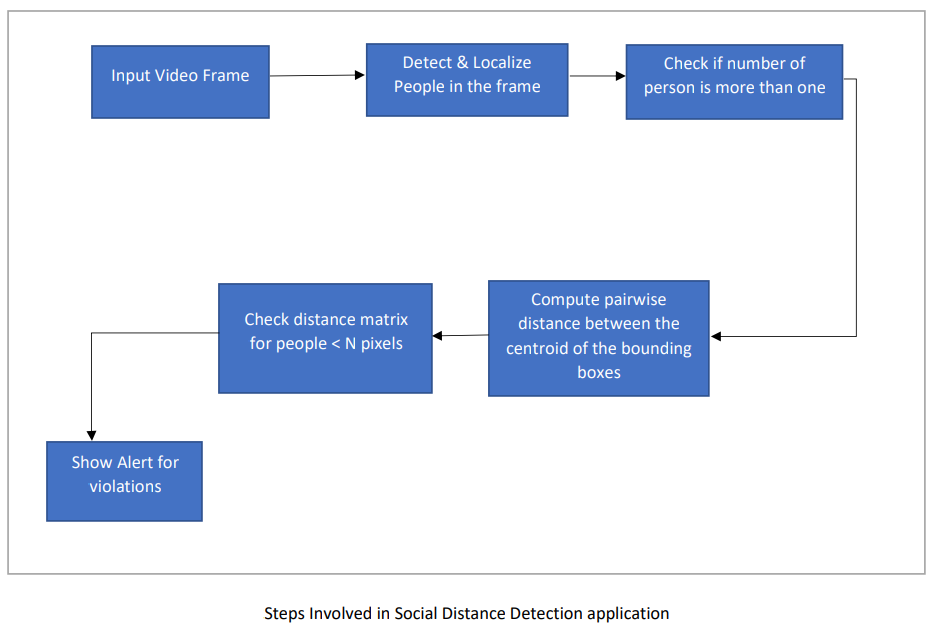 Input Video Frame
Detect & Localize
People in the frame
Check if number of
person is more than one
Compute pairwise
distance between the
centroid of the bounding
boxes
Check distance matrix
for people < N pixels
Show Alert for
violations
Steps Involved in Social Distance Detection application